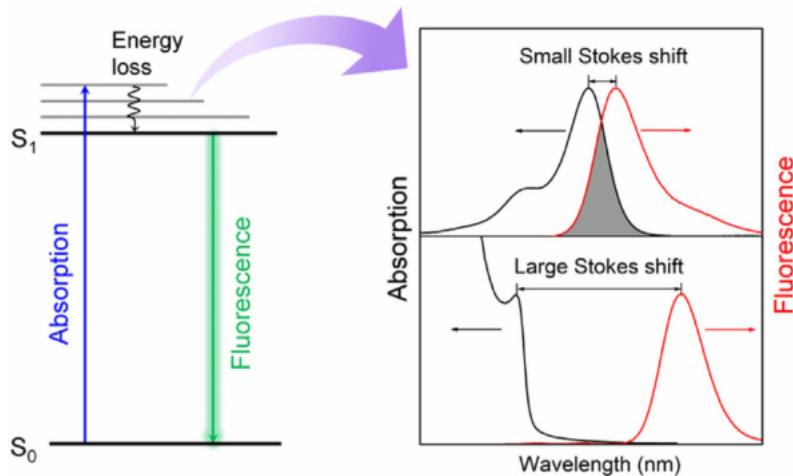 Energy
loss
S1
Absorption
Fluorescence
S0
Small Stokes shift
Large Stokes shift
Absorption
Fluorescence
Wavelength (nm)